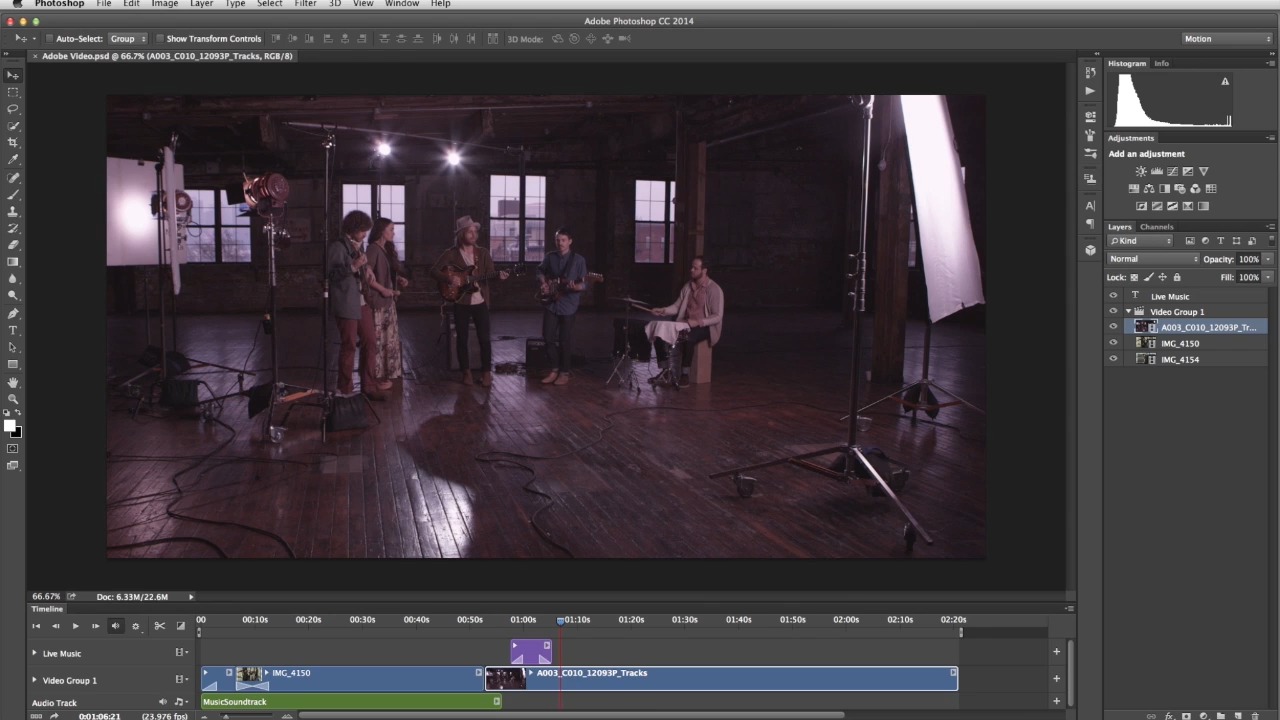 Photoshop File Edit Image Layer Type Select Filter 3D View Window Help
Adobe Photoshop CC 2014
Auto-Select: Group Show Transform Controls 3D Mode: Motion
× Adobe Video.psd @ 66.7% (A003_C010_12093P_Tracks, RGB/8)
Histogram Info
Adjustments
Add an adjustment
Layers Channels
Kind
Normal Opacity: 100%
Lock: Fill: 100%
Live Music
Video Group 1
A003_C010_12093P_Tr...
IMG_4150
IMG_4154
66.67% Doc: 6.33M/22.6M
Timeline
00 00:10s 00:20s 00:30s 00:40s 00:50s 01:00s 01:10s 01:20s 01:30s 01:40s 01:50s 02:00s 02:10s 02:20s
Live Music
Video Group 1 IMG_4150 A003_C010_12093P_Tracks
Audio Track MusicSoundtrack
0:01:06:21 (23.976 fps)